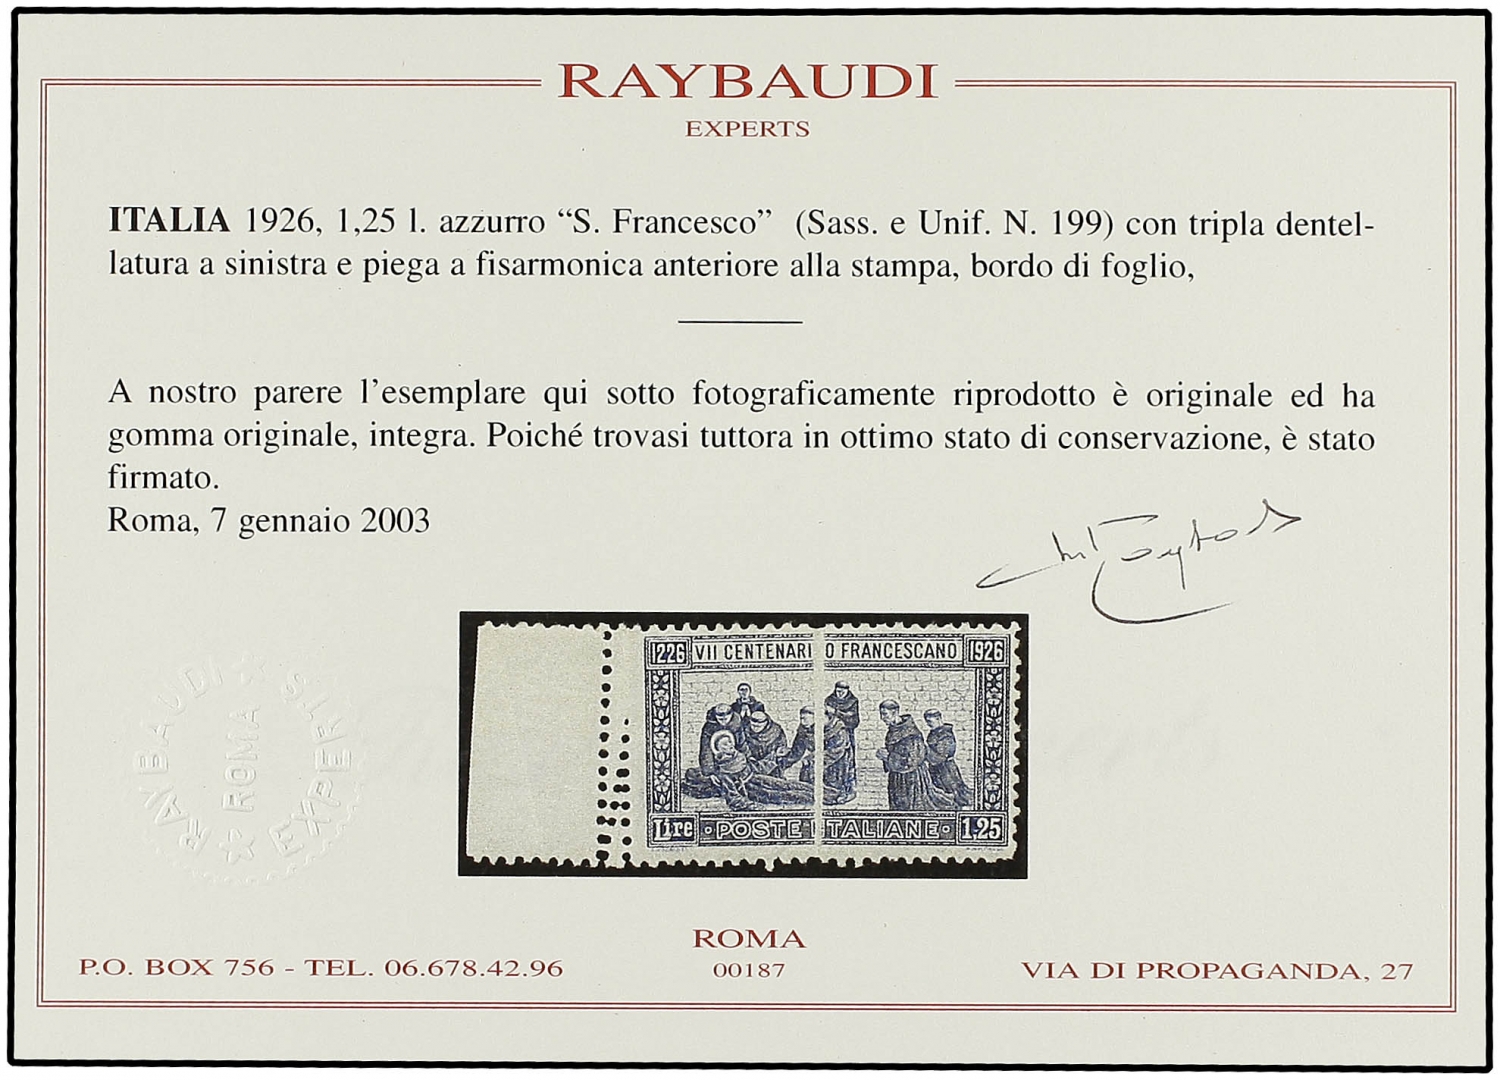 RAYBAUDI
EXPERTS
ITALIA 1926, 1,25 l. azzurro “S. Francesco” (Sass. e Unif. N. 199) con tripla dentel-
latura a sinistra e piega a fisarmonica anteriore alla stampa, bordo di foglio,
A nostro parere l’esemplare qui sotto fotograficamente riprodotto è originale ed ha
gomma originale, integra. Poiché trovasi tuttora in ottimo stato di conservazione, è stato
firmato.
Roma, 7 gennaio 2003
RAYBAUDI EXPERTS
ROMA
1226 VII CENTENARIO FRANCESCANO 1926
Lire POSTE ITALIANE 1.25
ROMA
P.O. BOX 756 - TEL. 06.678.42.96
00187
VIA DI PROPAGANDA, 27